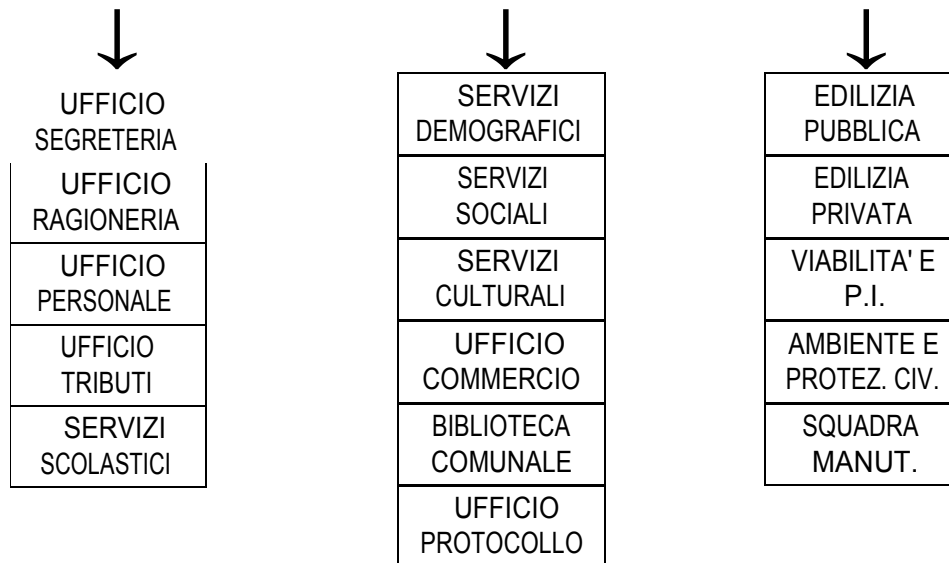 UFFICIO
SEGRETERIA
UFFICIO
RAGIONERIA
UFFICIO
PERSONALE
UFFICIO
TRIBUTI
SERVIZI
SCOLASTICI
SERVIZI
DEMOGRAFICI
SERVIZI
SOCIALI
SERVIZI
CULTURALI
UFFICIO
COMMERCIO
BIBLIOTECA
COMUNALE
UFFICIO
PROTOCOLLO
EDILIZIA
PUBBLICA
EDILIZIA
PRIVATA
VIABILITA' E
P.I.
AMBIENTE E
PROTEZ. CIV.
SQUADRA
MANUT.